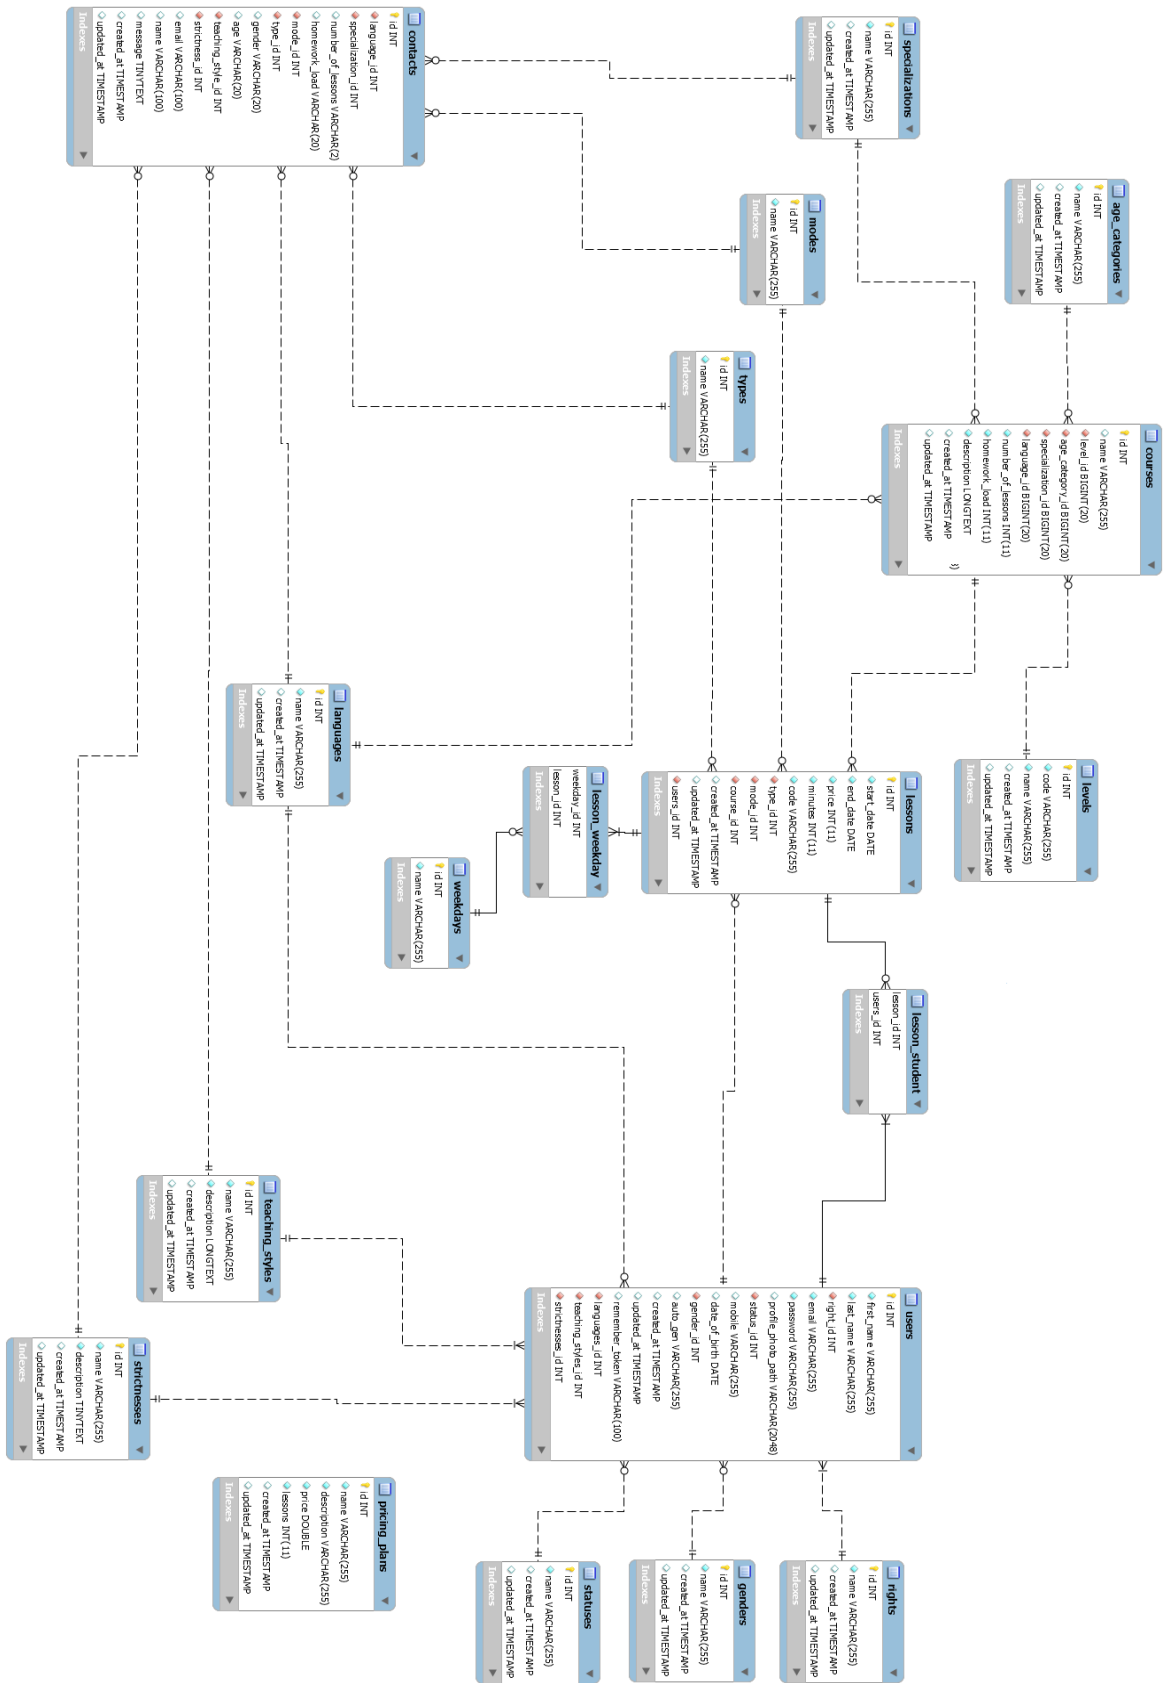 courses
id INT
name VARCHAR(255)
level_id BIGINT(20)
age_category_id BIGINT(20)
specialization_id BIGINT(20)
language_id BIGINT(20)
number_of_lessons INT(11)
homework_load INT(11)
description LONGTEXT
created_at TIMESTAMP
updated_at TIMESTAMP
Indexes
age_categories
id INT
name VARCHAR(255)
created_at TIMESTAMP
updated_at TIMESTAMP
Indexes
levels
id INT
code VARCHAR(255)
name VARCHAR(255)
created_at TIMESTAMP
updated_at TIMESTAMP
Indexes
specializations
id INT
name VARCHAR(255)
created_at TIMESTAMP
updated_at TIMESTAMP
Indexes
lesson_student
lesson_id INT
users_id INT
Indexes
lessons
id INT
start_date DATE
end_date DATE
price INT(11)
minutes INT(11)
code VARCHAR(255)
type_id INT
mode_id INT
course_id INT
created_at TIMESTAMP
updated_at TIMESTAMP
users_id INT
Indexes
users
id INT
first_name VARCHAR(255)
last_name VARCHAR(255)
right_id INT
email VARCHAR(255)
password VARCHAR(255)
profile_photo_path VARCHAR(2048)
status_id INT
mobile VARCHAR(255)
date_of_birth DATE
gender_id INT
auto_gen VARCHAR(255)
created_at TIMESTAMP
updated_at TIMESTAMP
remember_token VARCHAR(100)
languages_id INT
teaching_styles_id INT
strictnesses_id INT
Indexes
rights
id INT
name VARCHAR(255)
created_at TIMESTAMP
updated_at TIMESTAMP
Indexes
modes
id INT
name VARCHAR(255)
Indexes
types
id INT
name VARCHAR(255)
Indexes
genders
id INT
name VARCHAR(255)
created_at TIMESTAMP
updated_at TIMESTAMP
Indexes
lesson_weekday
weekday_id INT
lesson_id INT
Indexes
statuses
id INT
name VARCHAR(255)
created_at TIMESTAMP
updated_at TIMESTAMP
Indexes
weekdays
id INT
name VARCHAR(255)
Indexes
contacts
id INT
language_id INT
specialization_id INT
number_of_lessons VARCHAR(2)
homework_load VARCHAR(20)
mode_id INT
type_id INT
gender VARCHAR(20)
age VARCHAR(20)
teaching_style_id INT
strictness_id INT
email VARCHAR(100)
name VARCHAR(100)
message TINYTEXT
created_at TIMESTAMP
updated_at TIMESTAMP
Indexes
languages
id INT
name VARCHAR(255)
created_at TIMESTAMP
updated_at TIMESTAMP
Indexes
pricing_plans
id INT
name VARCHAR(255)
description VARCHAR(255)
price DOUBLE
lessons INT(11)
created_at TIMESTAMP
updated_at TIMESTAMP
Indexes
teaching_styles
id INT
name VARCHAR(255)
description LONGTEXT
created_at TIMESTAMP
updated_at TIMESTAMP
Indexes
strictnesses
id INT
name VARCHAR(255)
description TINYTEXT
created_at TIMESTAMP
updated_at TIMESTAMP
Indexes